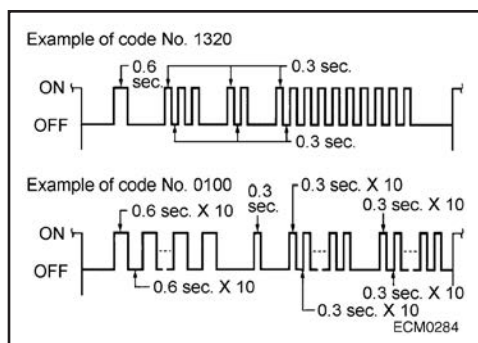 Example of code No. 1320
0.6 sec.
0.3 sec.
ON
OFF
0.3 sec.
Example of code No. 0100
0.6 sec. X 10
0.3 sec.
0.3 sec. X 10
0.3 sec. X 10
ON
OFF
0.6 sec. X 10
0.3 sec. X 10
0.3 sec. X 10
ECM0284